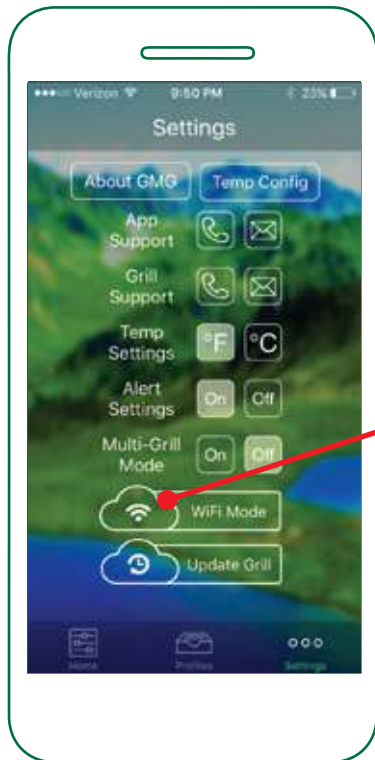 Verizon 9:50 PM 23%
Settings
About GMG Temp Config
App
Support
Grill
Support
Temp
Settings °F °C
Alert
Settings On Off
Multi-Grill
Mode On Off
WiFi Mode
Update Grill
Home Profiles Settings